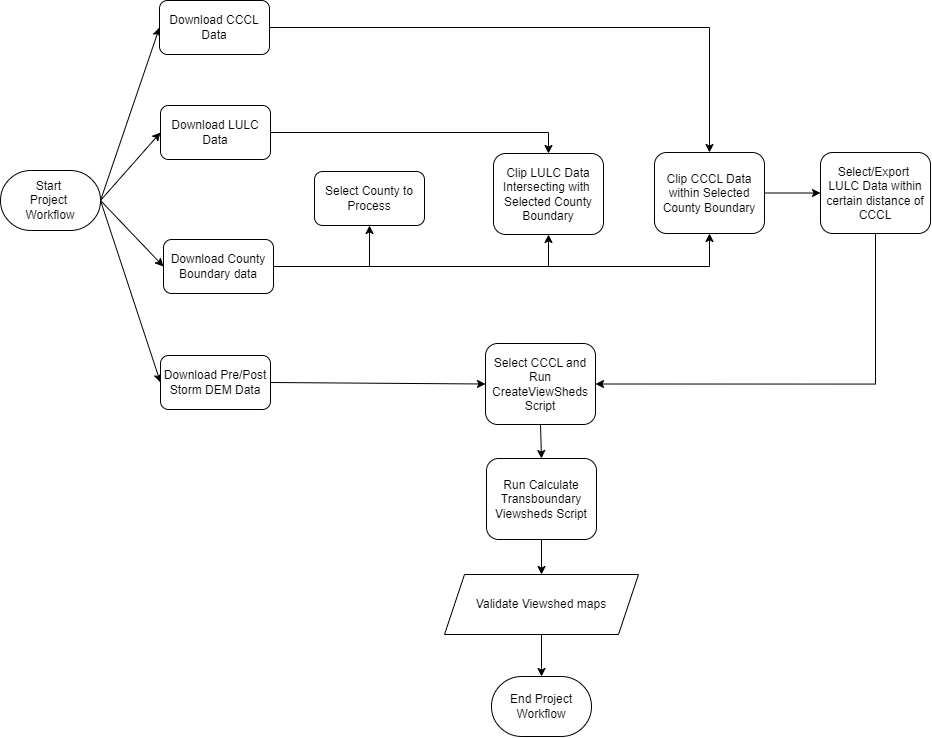 Download CCCL
Data
Download LULC
Data
Start
Project
Workflow
Select County to
Process
Clip LULC Data
Intersecting with
Selected County
Boundary
Clip CCCL Data
within Selected
County Boundary
Select/Export
LULC Data within
certain distance of
CCCL
Download County
Boundary data
Download Pre/Post
Storm DEM Data
Select CCCL and
Run
CreateViewSheds
Script
Run Calculate
Transboundary
Viewsheds Script
Validate Viewshed maps
End Project
Workflow